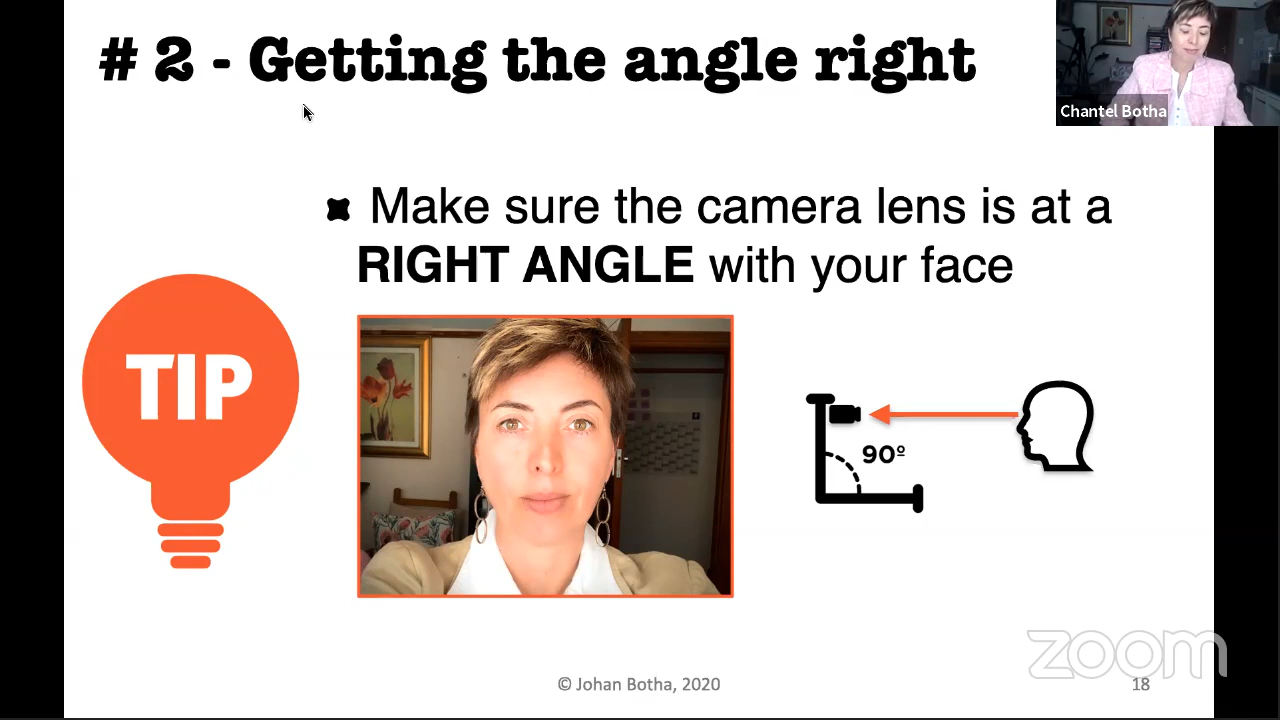 # 2 - Getting the angle right
Chantel Botha
Make sure the camera lens is at a
RIGHT ANGLE with your face
TIP
90º
zoom
© Johan Botha, 2020
18